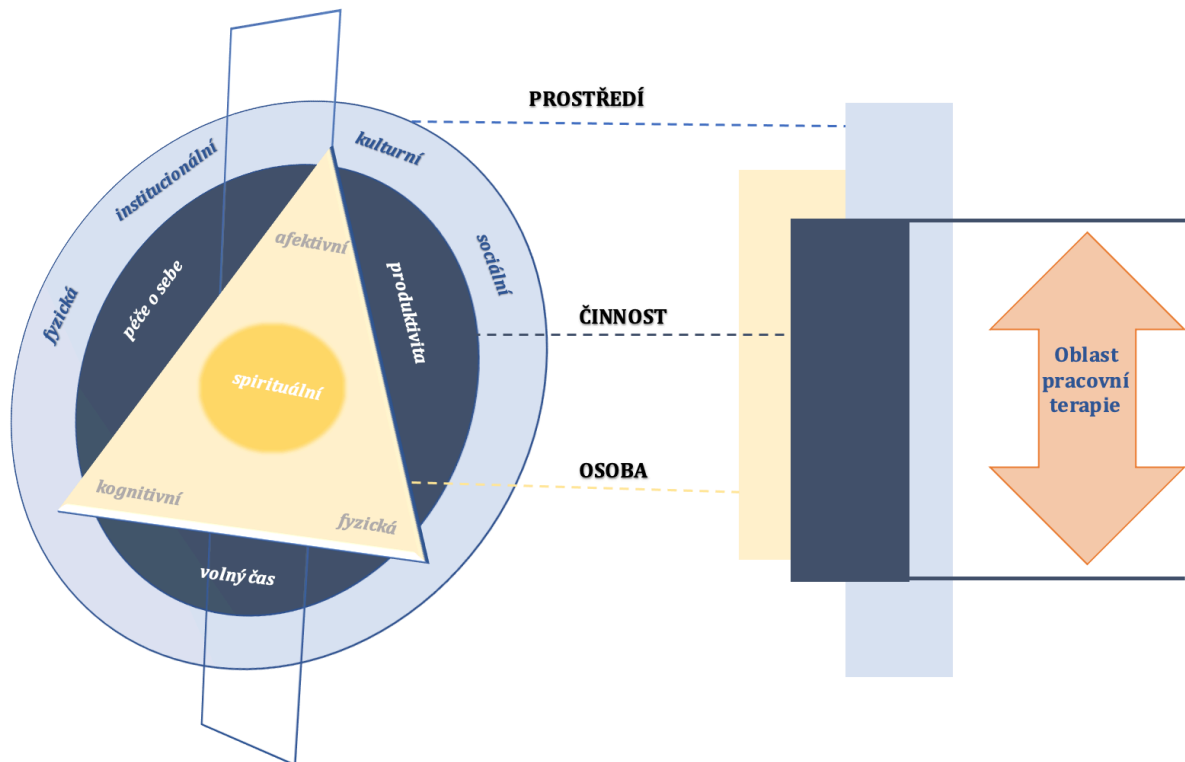 PROSTŘEDÍ
kulturní
institucionální
sociální
afektivní
péče o sebe
produktivita
fyzická
ČINNOST
spirituální
Oblast
pracovní
terapie
OSOBA
kognitivní
fyzická
volný čas